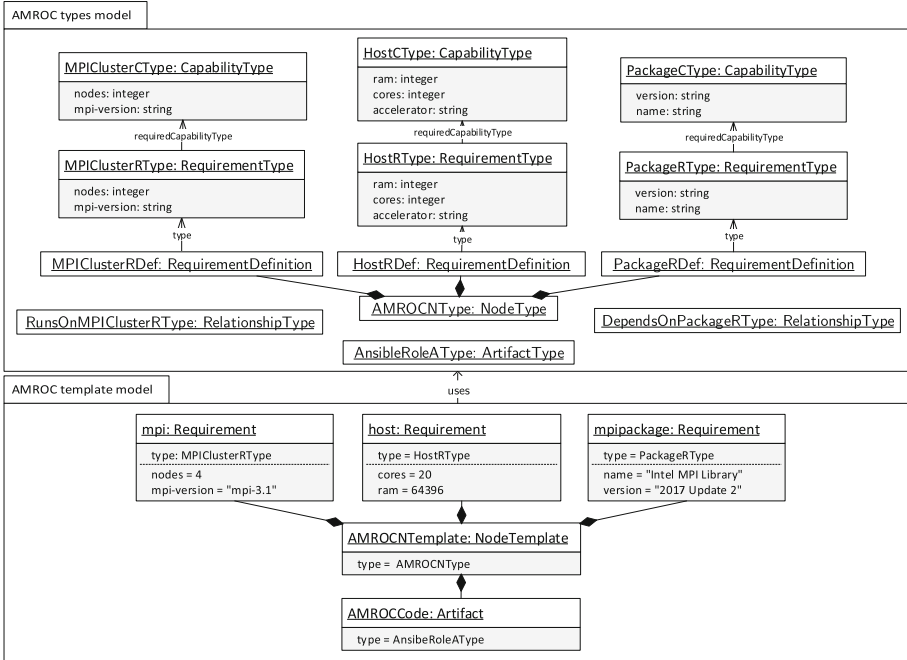 AMROC types model
MPIClusterCType: CapabilityType
nodes: integer
mpi-version: string
HostCType: CapabilityType
ram: integer
cores: integer
accelerator: string
PackageCType: CapabilityType
version: string
name: string
requiredCapabilityType
requiredCapabilityType
requiredCapabilityType
MPIClusterRType: RequirementType
nodes: integer
mpi-version: string
HostRType: RequirementType
ram: integer
cores: integer
accelerator: string
PackageRType: RequirementType
version: string
name: string
type
type
type
MPIClusterRDef: RequirementDefinition
HostRDef: RequirementDefinition
PackageRDef: RequirementDefinition
AMROCNType: NodeType
RunsOnMPIClusterRType: RelationshipType
DependsOnPackageRType: RelationshipType
AnsibleRoleAType: ArtifactType
AMROC template model
uses
mpi: Requirement
type: MPIClusterRType
nodes = 4
mpi-version = "mpi-3.1"
host: Requirement
type = HostRType
cores = 20
ram = 64396
mpipackage: Requirement
type = PackageRType
name = "Intel MPI Library"
version = "2017 Update 2"
AMROCNTemplate: NodeTemplate
type = AMROCNType
AMROCCode: Artifact
type = AnsibeRoleAType